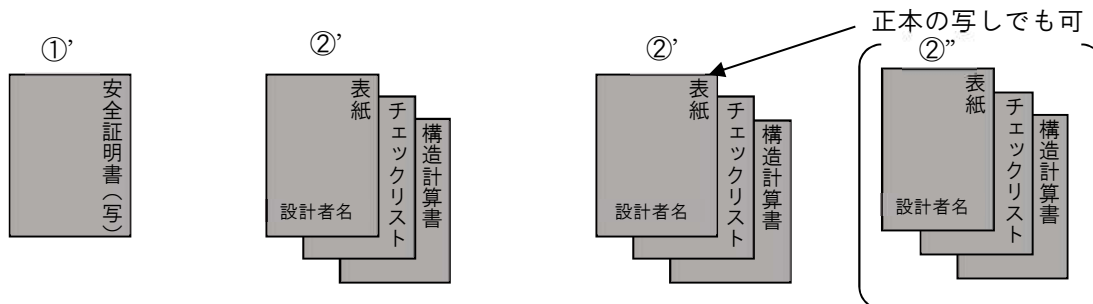 正本の写しでも可
①’
安全証明書（写）
②’
表紙
設計者名
チェックリスト
構造計算書
②’
表紙
設計者名
チェックリスト
構造計算書
②”
表紙
設計者名
チェックリスト
構造計算書